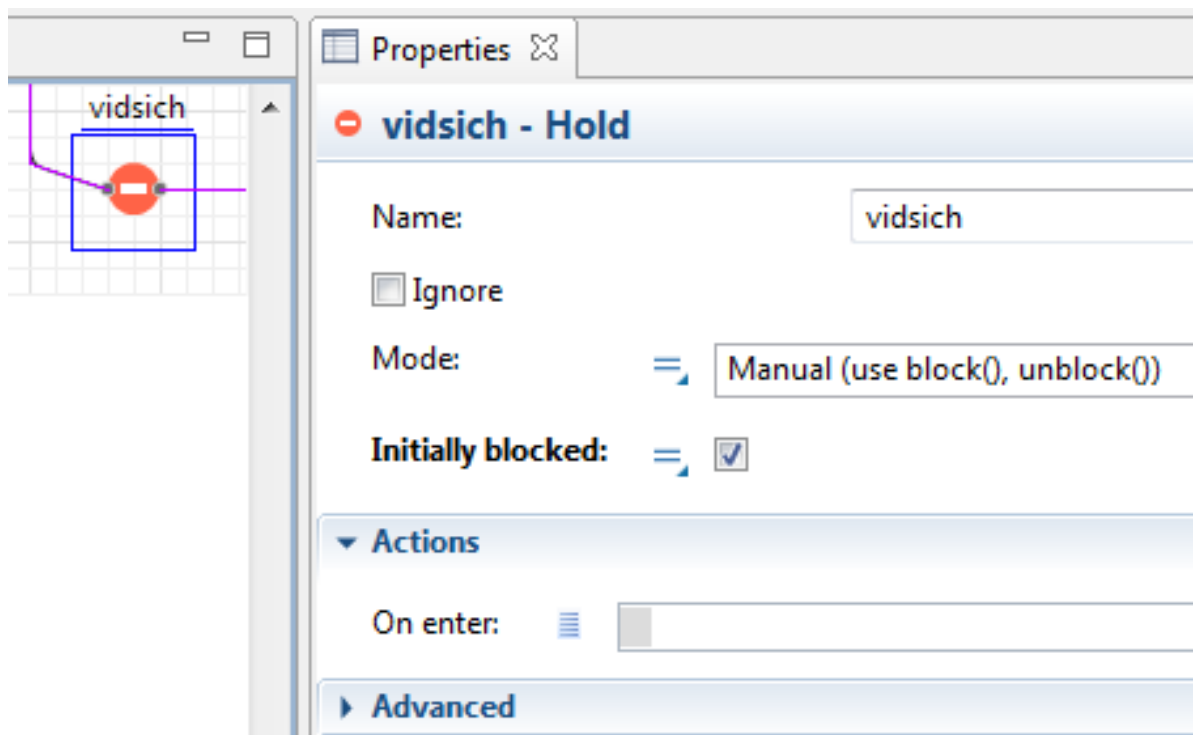 vidsich
Properties
vidsich - Hold
Name: vidsich
Ignore
Mode: Manual (use block(), unblock())
Initially blocked:
Actions
On enter:
Advanced